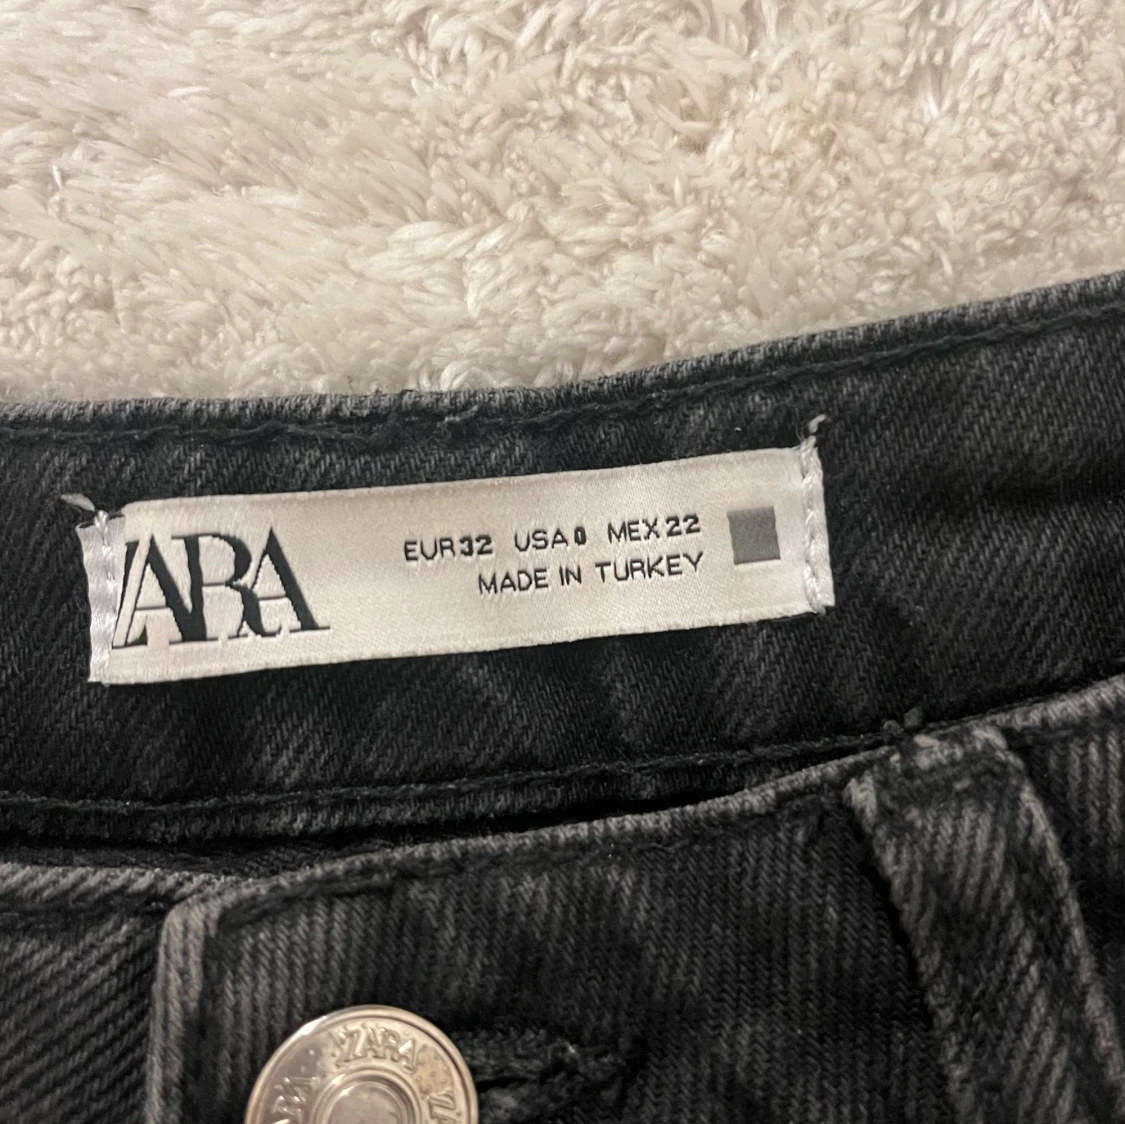 ZARA
EUR 32 USA 0 MEX 22
MADE IN TURKEY
ZARA